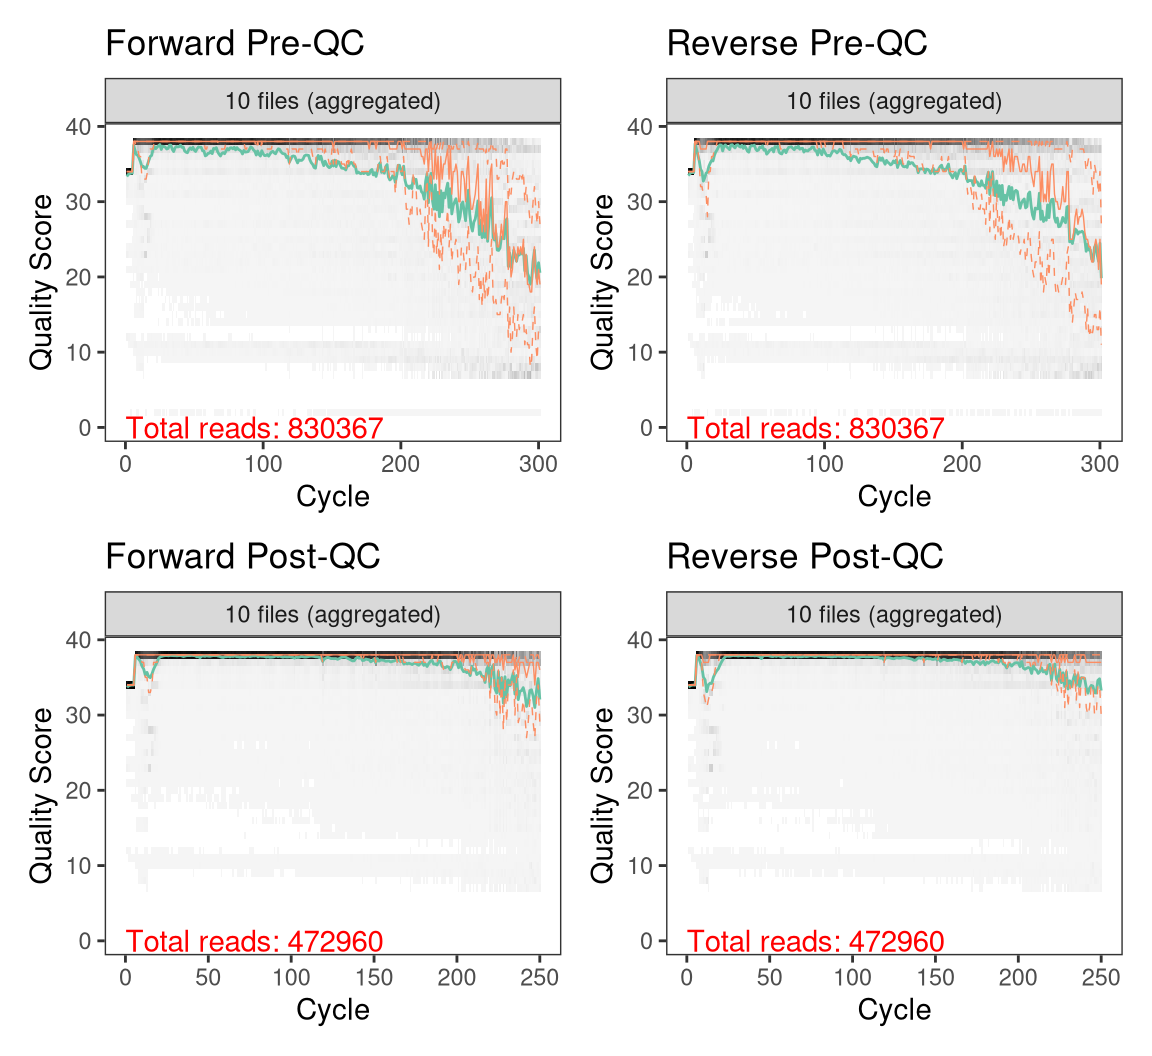 Forward Pre-QC
10 files (aggregated)
Quality Score
40
30
20
10
0
Total reads: 830367
0 100 200 300
Cycle
Reverse Pre-QC
10 files (aggregated)
Quality Score
40
30
20
10
0
Total reads: 830367
0 100 200 300
Cycle
Forward Post-QC
10 files (aggregated)
Quality Score
40
30
20
10
0
Total reads: 472960
0 50 100 150 200 250
Cycle
Reverse Post-QC
10 files (aggregated)
Quality Score
40
30
20
10
0
Total reads: 472960
0 50 100 150 200 250
Cycle